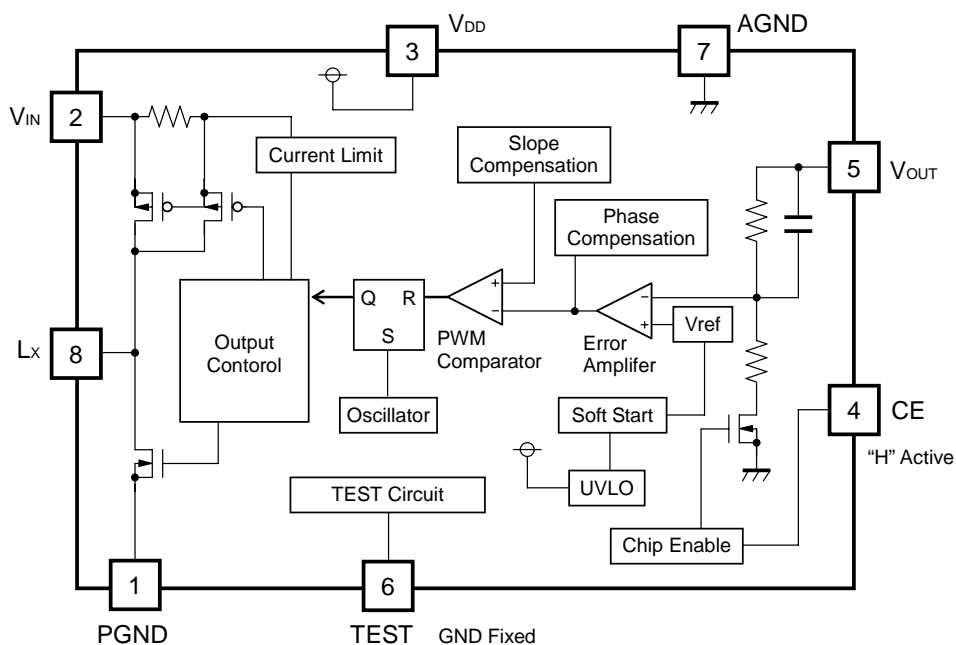 VDD
AGND
3
7
VIN
2
Current Limit
Slope
Compensation
5
VOUT
Phase
Compensation
+
−
Q
R
S
−
+
Vref
LX
8
Output
Contorol
PWM
Comparator
Error
Amplifer
Oscillator
Soft Start
4
CE
"H" Active
UVLO
TEST Circuit
Chip Enable
1
6
PGND
TEST
GND Fixed